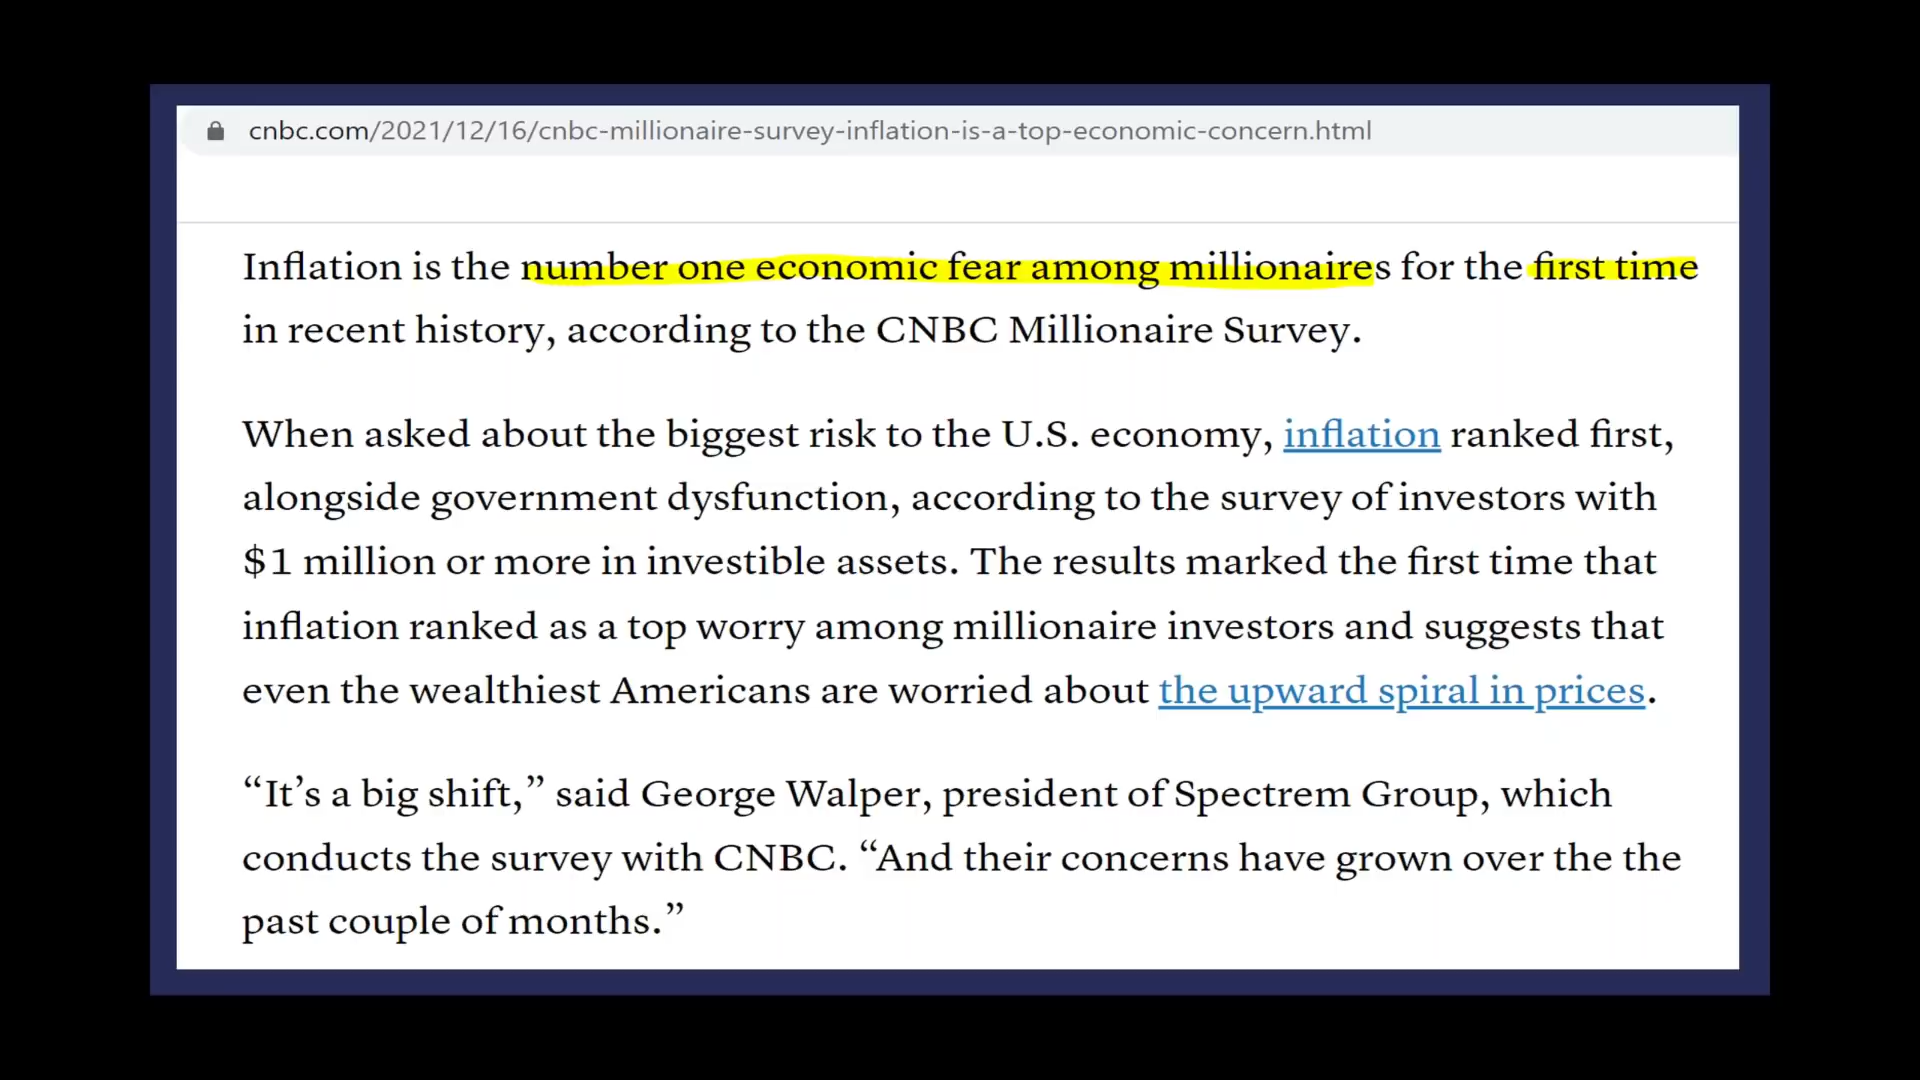 cnbc.com/2021/12/16/cnbc-millionaire-survey-inflation-is-a-top-economic-concern.html
Inflation is the number one economic fear among millionaires for the first time
in recent history, according to the CNBC Millionaire Survey.
When asked about the biggest risk to the U.S. economy, inflation ranked first,
alongside government dysfunction, according to the survey of investors with
$1 million or more in investible assets. The results marked the first time that
inflation ranked as a top worry among millionaire investors and suggests that
even the wealthiest Americans are worried about the upward spiral in prices.
“It’s a big shift,” said George Walper, president of Spectrem Group, which
conducts the survey with CNBC. “And their concerns have grown over the the
past couple of months.”